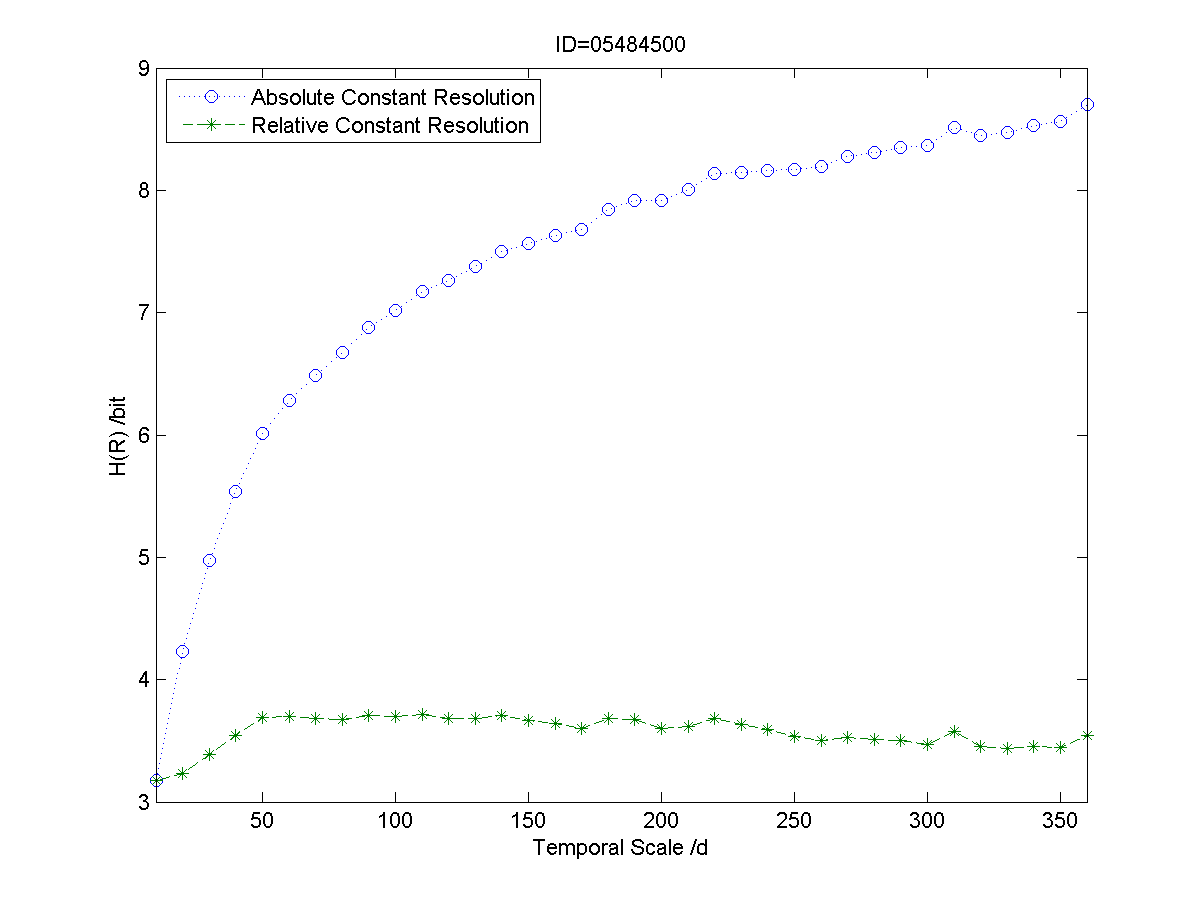 ID=05484500
9
8
7
6
5
4
3
H(R) /bit
Absolute Constant Resolution
Relative Constant Resolution
50 100 150 200 250 300 350
Temporal Scale /d